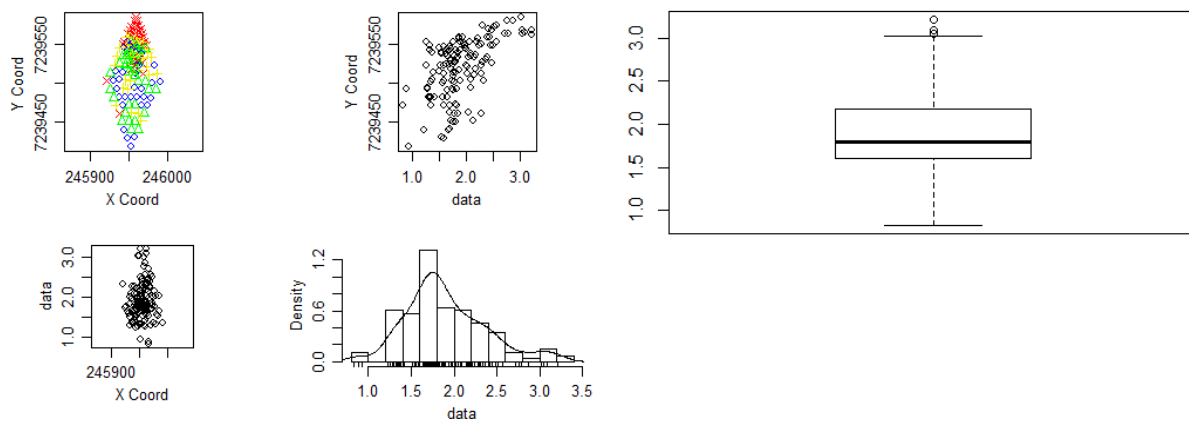 Y Coord
7239450 7239550
245900 246000
X Coord
Y Coord
7239450 7239550
1.0 2.0 3.0
data
1.0 1.5 2.0 2.5 3.0
data
1.0 2.0 3.0
245900
X Coord
Density
0.0 0.6 1.2
1.0 1.5 2.0 2.5 3.0 3.5
data